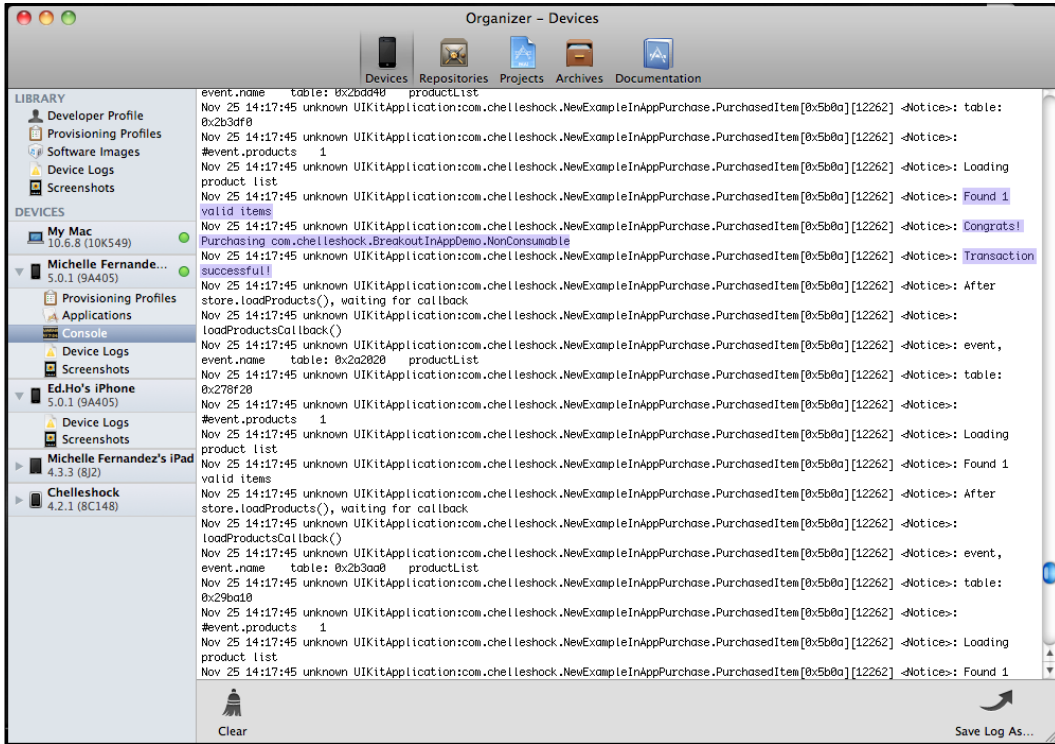 Organizer – Devices
Devices Repositories Projects Archives Documentation
LIBRARY
Developer Profile
Provisioning Profiles
Software Images
Device Logs
Screenshots
DEVICES
My Mac
10.6.8 (10K549)
Michelle Fernande...
5.0.1 (9A405)
Provisioning Profiles
Applications
Console
Device Logs
Screenshots
Ed.Ho's iPhone
5.0.1 (9A405)
Device Logs
Screenshots
Michelle Fernandez's iPad
4.3.3 (8J2)
Chelleshock
4.2.1 (8C148)
event.name table: 0x2bdd40 productList
Nov 25 14:17:45 unknown UIKitApplication:com.chelleshock.NewExampleInAppPurchase.PurchasedItem[0x5b0a][12262] <Notice>: table:
0x2b3df0
Nov 25 14:17:45 unknown UIKitApplication:com.chelleshock.NewExampleInAppPurchase.PurchasedItem[0x5b0a][12262] <Notice>:
#event.products 1
Nov 25 14:17:45 unknown UIKitApplication:com.chelleshock.NewExampleInAppPurchase.PurchasedItem[0x5b0a][12262] <Notice>: Loading
product list
Nov 25 14:17:45 unknown UIKitApplication:com.chelleshock.NewExampleInAppPurchase.PurchasedItem[0x5b0a][12262] <Notice>: Found 1
valid items
Nov 25 14:17:45 unknown UIKitApplication:com.chelleshock.NewExampleInAppPurchase.PurchasedItem[0x5b0a][12262] <Notice>: Congrats!
Purchasing com.chelleshock.BreakoutInAppDemo.NonConsumable
Nov 25 14:17:45 unknown UIKitApplication:com.chelleshock.NewExampleInAppPurchase.PurchasedItem[0x5b0a][12262] <Notice>: Transaction
successful!
Nov 25 14:17:45 unknown UIKitApplication:com.chelleshock.NewExampleInAppPurchase.PurchasedItem[0x5b0a][12262] <Notice>: After
store.loadProducts(), waiting for callback
Nov 25 14:17:45 unknown UIKitApplication:com.chelleshock.NewExampleInAppPurchase.PurchasedItem[0x5b0a][12262] <Notice>:
loadProductsCallback()
Nov 25 14:17:45 unknown UIKitApplication:com.chelleshock.NewExampleInAppPurchase.PurchasedItem[0x5b0a][12262] <Notice>: event,
event.name table: 0x2a2020 productList
Nov 25 14:17:45 unknown UIKitApplication:com.chelleshock.NewExampleInAppPurchase.PurchasedItem[0x5b0a][12262] <Notice>: table:
0x278f20
Nov 25 14:17:45 unknown UIKitApplication:com.chelleshock.NewExampleInAppPurchase.PurchasedItem[0x5b0a][12262] <Notice>:
#event.products 1
Nov 25 14:17:45 unknown UIKitApplication:com.chelleshock.NewExampleInAppPurchase.PurchasedItem[0x5b0a][12262] <Notice>: Loading
product list
Nov 25 14:17:45 unknown UIKitApplication:com.chelleshock.NewExampleInAppPurchase.PurchasedItem[0x5b0a][12262] <Notice>: Found 1
valid items
Nov 25 14:17:45 unknown UIKitApplication:com.chelleshock.NewExampleInAppPurchase.PurchasedItem[0x5b0a][12262] <Notice>: After
store.loadProducts(), waiting for callback
Nov 25 14:17:45 unknown UIKitApplication:com.chelleshock.NewExampleInAppPurchase.PurchasedItem[0x5b0a][12262] <Notice>:
loadProductsCallback()
Nov 25 14:17:45 unknown UIKitApplication:com.chelleshock.NewExampleInAppPurchase.PurchasedItem[0x5b0a][12262] <Notice>: event,
event.name table: 0x2b3aa0 productList
Nov 25 14:17:45 unknown UIKitApplication:com.chelleshock.NewExampleInAppPurchase.PurchasedItem[0x5b0a][12262] <Notice>: table:
0x29ba10
Nov 25 14:17:45 unknown UIKitApplication:com.chelleshock.NewExampleInAppPurchase.PurchasedItem[0x5b0a][12262] <Notice>:
#event.products 1
Nov 25 14:17:45 unknown UIKitApplication:com.chelleshock.NewExampleInAppPurchase.PurchasedItem[0x5b0a][12262] <Notice>: Loading
product list
Nov 25 14:17:45 unknown UIKitApplication:com.chelleshock.NewExampleInAppPurchase.PurchasedItem[0x5b0a][12262] <Notice>: Found 1
Clear
Save Log As...